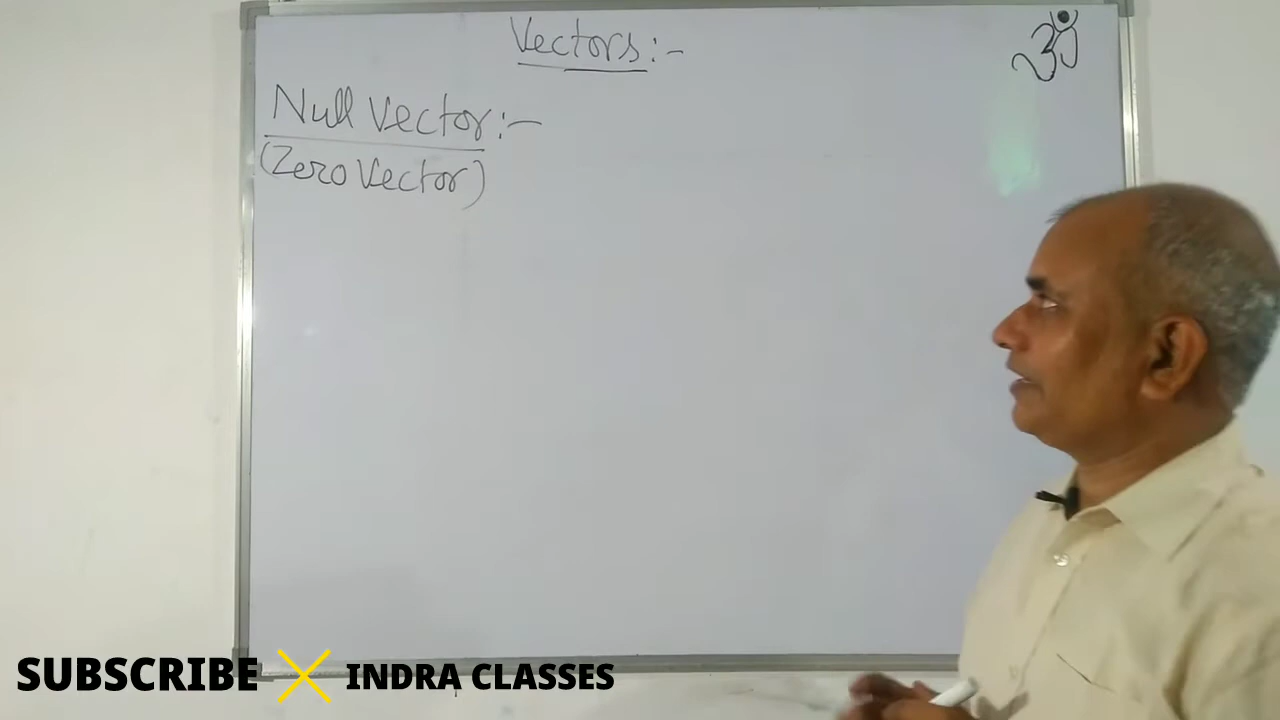 Vectors:-
ॐ
Null Vector:-
(Zero Vector)
SUBSCRIBE INDRA CLASSES